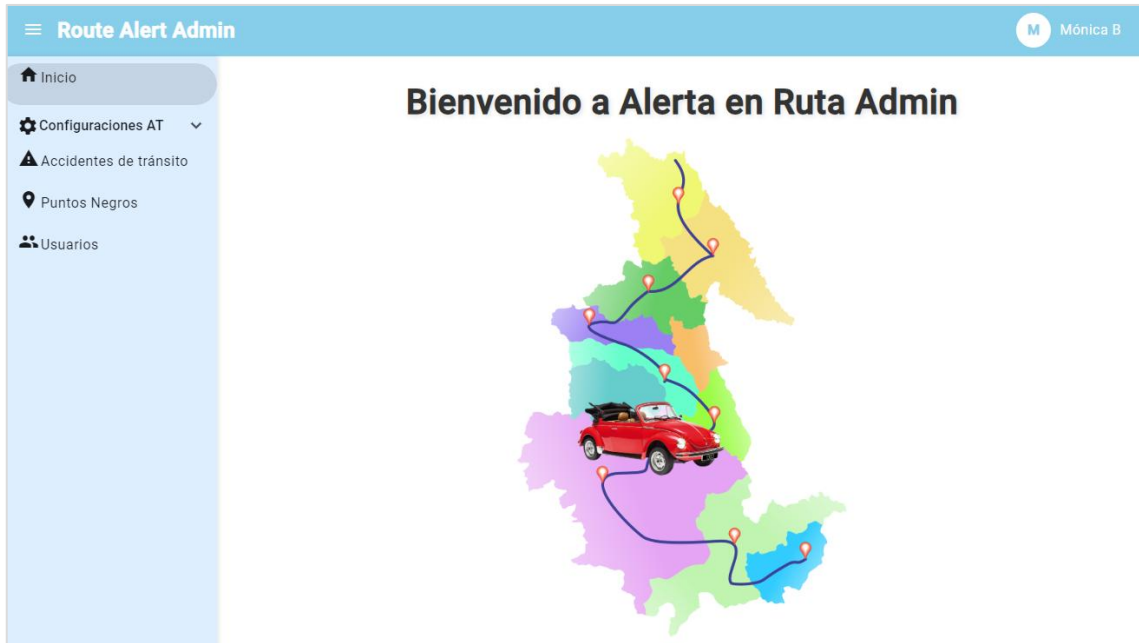 Route Alert Admin
M Mónica B
Inicio
Configuraciones AT
Accidentes de tránsito
Puntos Negros
Usuarios
Bienvenido a Alerta en Ruta Admin